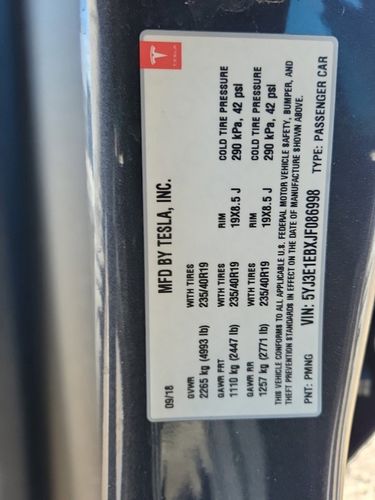 TESLA
MFD BY TESLA, INC.
09/18
GVWR WITH TIRES RIM COLD TIRE PRESSURE
2265 kg (4993 lb) 235/40R19 19X8.5 J 290 kPa, 42 psi
GAWR FRT WITH TIRES RIM COLD TIRE PRESSURE
1110 kg (2447 lb) 235/40R19 19X8.5 J 290 kPa, 42 psi
GAWR RR WITH TIRES
1257 kg (2771 lb) 235/40R19
THIS VEHICLE CONFORMS TO ALL APPLICABLE U.S. FEDERAL MOTOR VEHICLE SAFETY, BUMPER, AND
THEFT PREVENTION STANDARDS IN EFFECT ON THE DATE OF MANUFACTURE SHOWN ABOVE.
VIN: 5YJ3E1EBXJF086998
PNT: PMNG TYPE: PASSENGER CAR